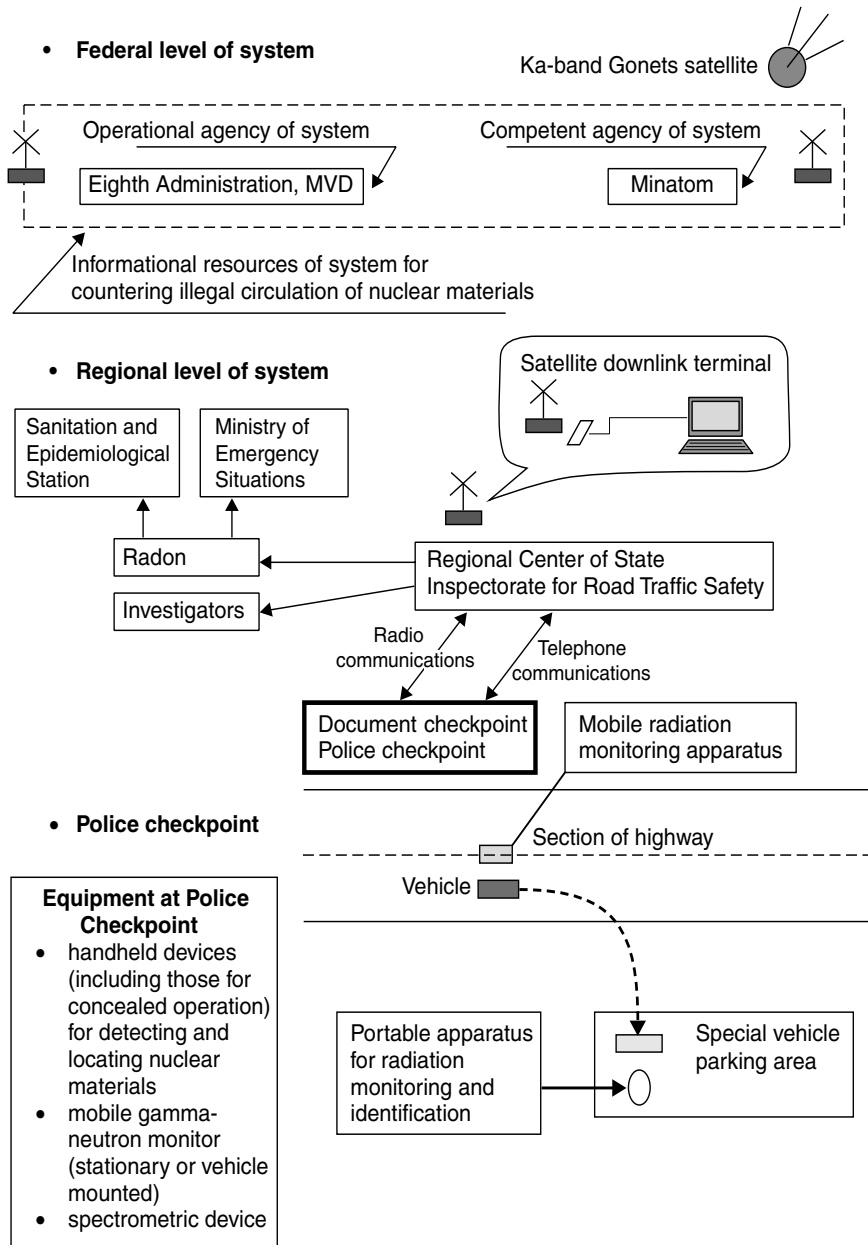 • Federal level of system
Ka-band Gonets satellite
Operational agency of system
Competent agency of system
Eighth Administration, MVD
Minatom
Informational resources of system for
countering illegal circulation of nuclear materials
• Regional level of system
Satellite downlink terminal
Sanitation and
Epidemiological
Station
Ministry of
Emergency
Situations
Radon
Investigators
Regional Center of State
Inspectorate for Road Traffic Safety
Radio
communications
Telephone
communications
Document checkpoint
Police checkpoint
Mobile radiation
monitoring apparatus
• Police checkpoint
Section of highway
Vehicle
Equipment at Police
Checkpoint
• handheld devices
(including those for
concealed operation)
for detecting and
locating nuclear
materials
• mobile gamma-
neutron monitor
(stationary or vehicle
mounted)
• spectrometric device
Portable apparatus
for radiation
monitoring and
identification
Special vehicle
parking area